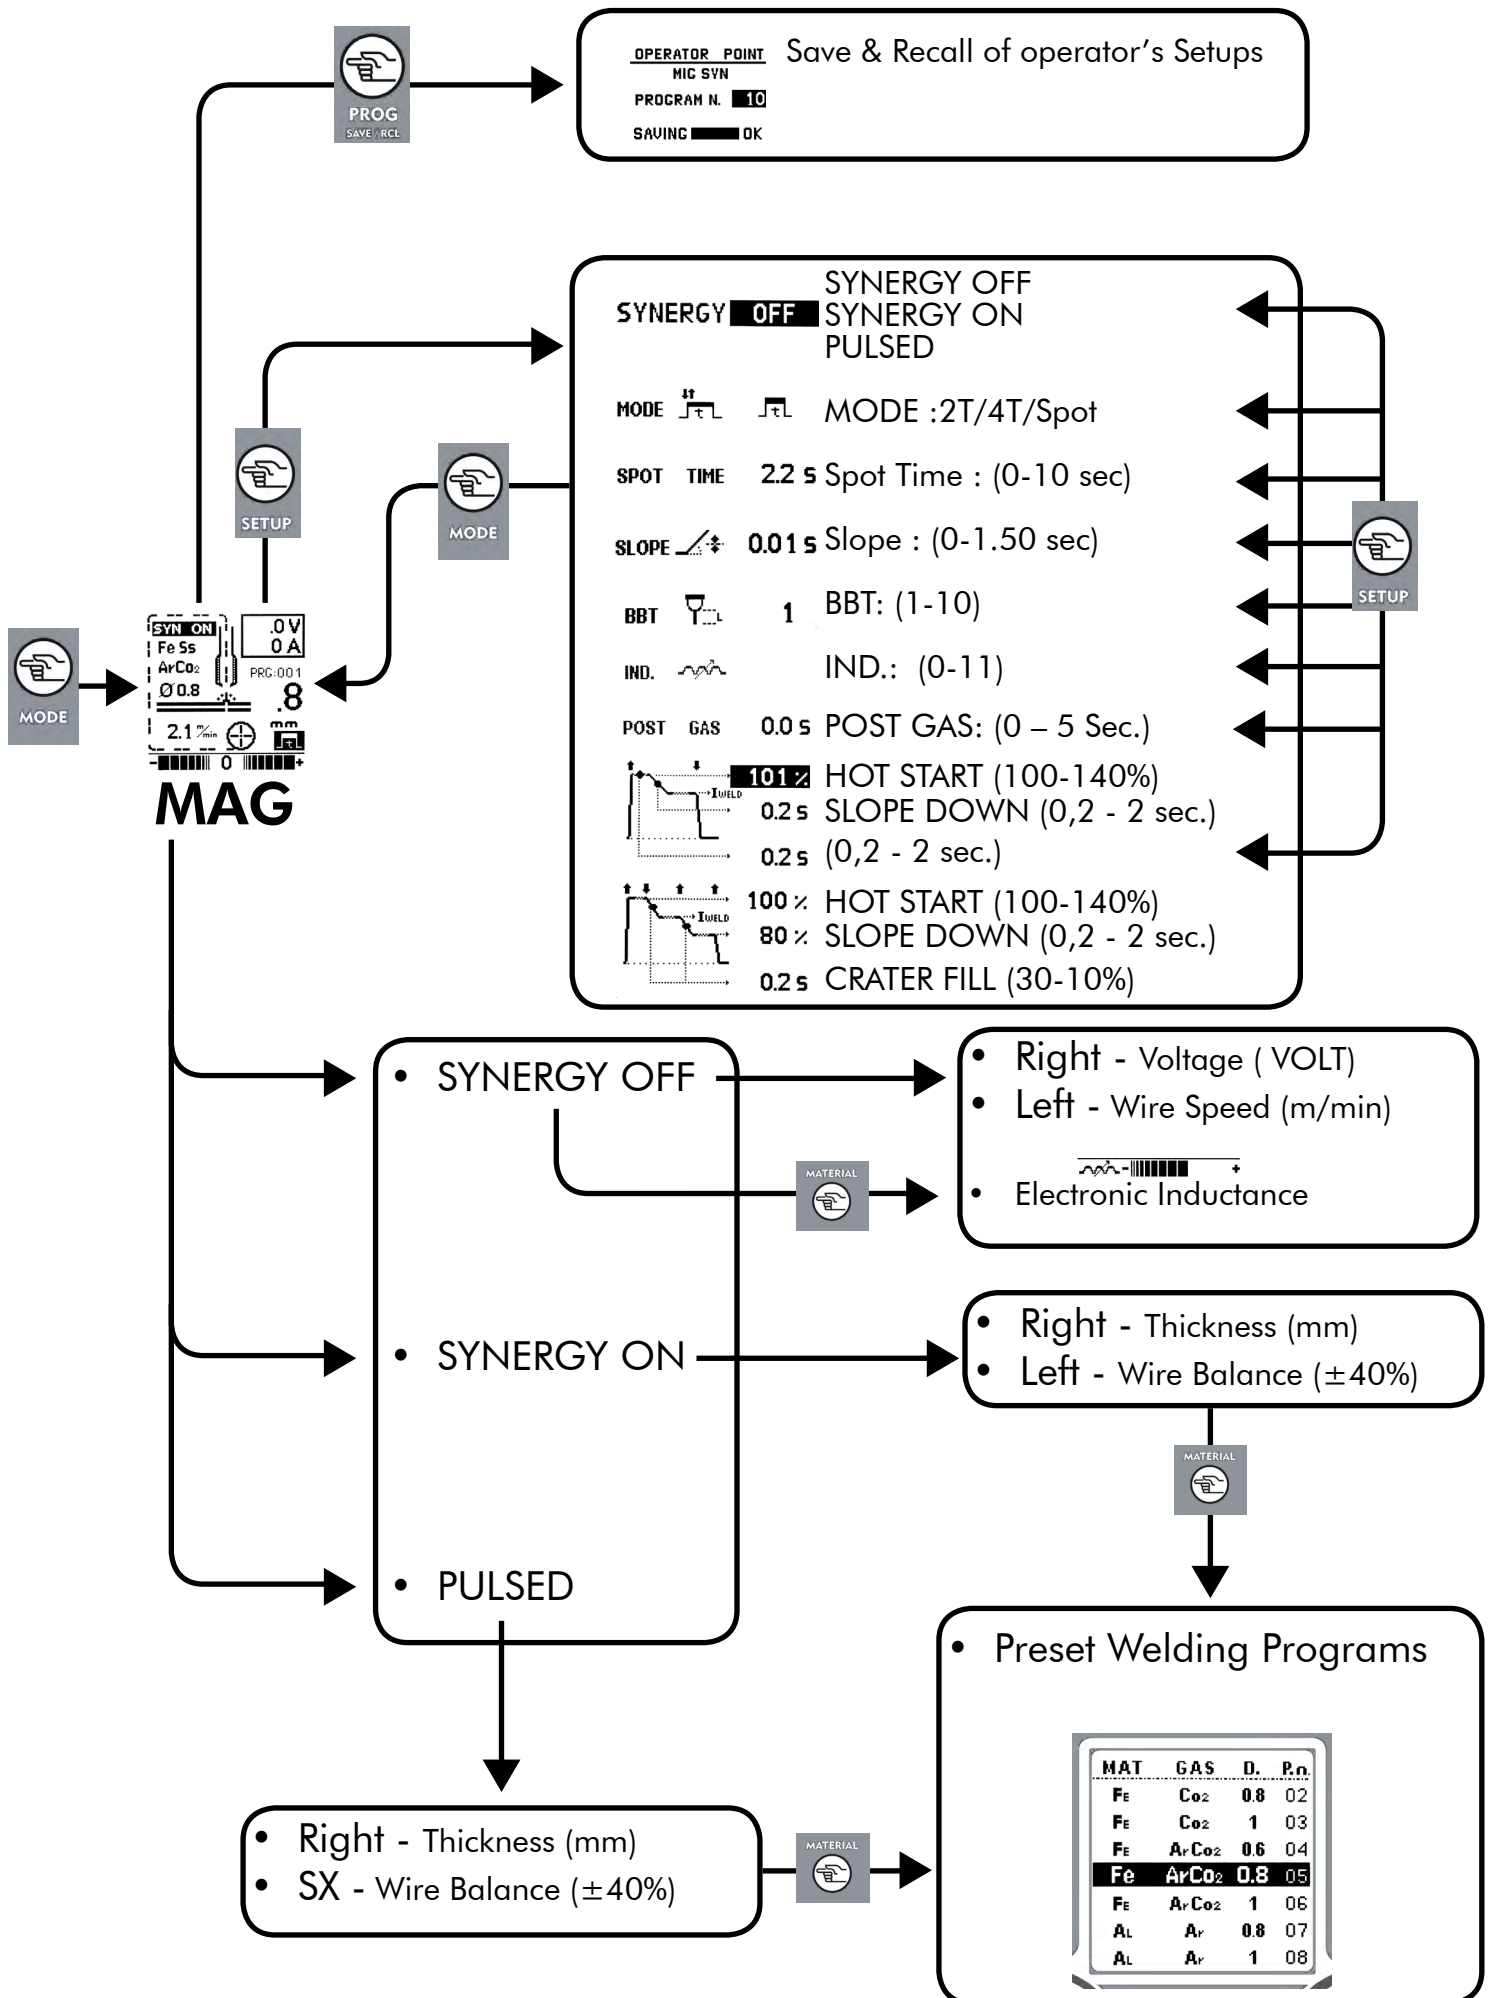 PROG
SAVE / RCL
OPERATOR POINT
MIG SYN
PROGRAM N. 10
SAVING OK
Save & Recall of operator's Setups
SYNERGY OFF
SYNERGY OFF
SYNERGY ON
PULSED
MODE t t MODE :2T/4T/Spot
SPOT TIME 2.2 s Spot Time : (0-10 sec)
SLOPE 0.01 s Slope : (0-1.50 sec)
BBT L 1 BBT: (1-10)
IND. IND.: (0-11)
POST GAS 0.0 s POST GAS: (0 – 5 Sec.)
101 % HOT START (100-140%)
IWELD
0.2 s SLOPE DOWN (0,2 - 2 sec.)
0.2 s (0,2 - 2 sec.)
100 % HOT START (100-140%)
IWELD
80 % SLOPE DOWN (0,2 - 2 sec.)
0.2 s CRATER FILL (30-10%)
SETUP
MODE
SETUP
MODE
SYN ON .0 V
Fe Ss 0 A
ArCo2 PRG:001
Ø 0.8 .8
2.1 m/min mm
t
- 0 +
MAG
• SYNERGY OFF
• Right - Voltage ( VOLT)
• Left - Wire Speed (m/min)
MATERIAL
- +
• Electronic Inductance
• SYNERGY ON
• Right - Thickness (mm)
• Left - Wire Balance (±40%)
MATERIAL
• PULSED
• Right - Thickness (mm)
• SX - Wire Balance (±40%)
MATERIAL
• Preset Welding Programs
MAT GAS D. P.n.
FE Co2 0.8 02
FE Co2 1 03
FE ArCo2 0.6 04
Fe ArCo2 0.8 05
FE ArCo2 1 06
AL Ar 0.8 07
AL Ar 1 08